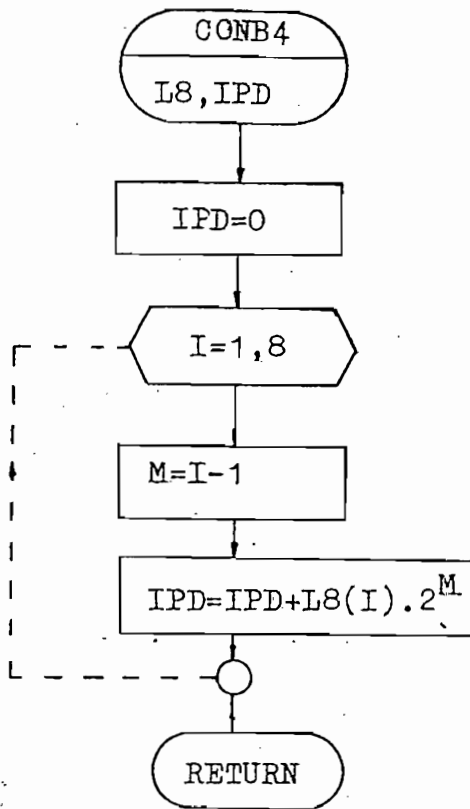 CONB4
L8,IPD
IPD=0
I=1,8
M=I-1
IPD=IPD+L8(I).2^M
RETURN